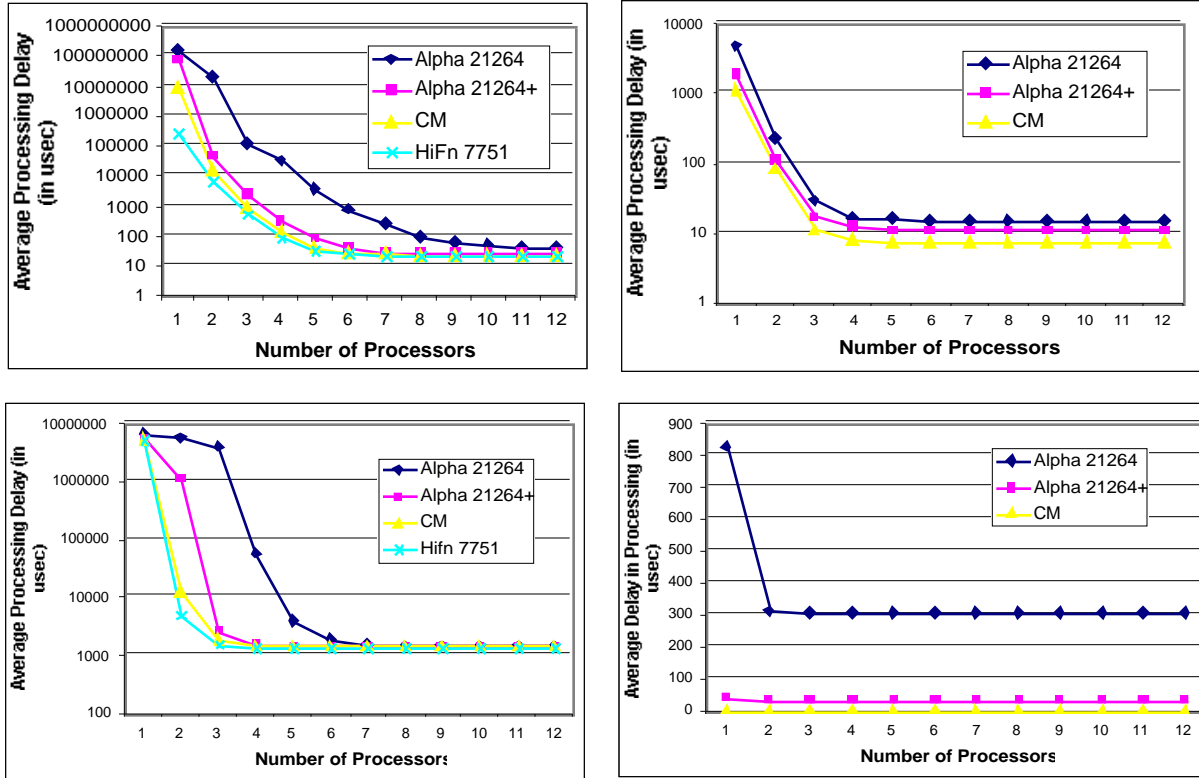 Average Processing Delay
(in usec)
1000000000
100000000
10000000
1000000
100000
10000
1000
100
10
1
Alpha 21264
Alpha 21264+
CM
HiFn 7751
1 2 3 4 5 6 7 8 9 10 11 12
Number of Processors
Average Processing Delay (in
usec)
10000
1000
100
10
1
Alpha 21264
Alpha 21264+
CM
1 2 3 4 5 6 7 8 9 10 11 12
Number of Processors
Average Processing Delay (in
usec)
10000000
1000000
100000
10000
1000
100
Alpha 21264
Alpha 21264+
CM
Hifn 7751
1 2 3 4 5 6 7 8 9 10 11 12
Number of Processors
Average Delay in Processing (in
usec)
900
800
700
600
500
400
300
200
100
0
Alpha 21264
Alpha 21264+
CM
1 2 3 4 5 6 7 8 9 10 11 12
Number of Processors